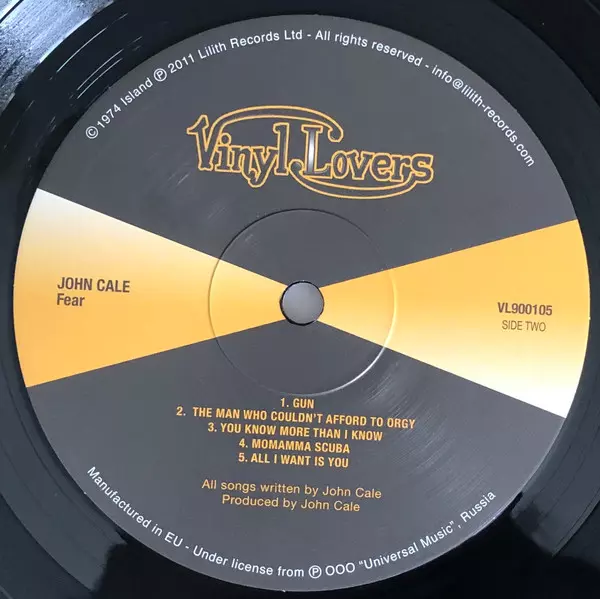 © 1974 Island ℗ 2011 Lilith Records Ltd - All rights reserved - info@lilith-records.com
Vinyl Lovers
JOHN CALE
Fear
VL900105
SIDE TWO
1. GUN
2. THE MAN WHO COULDN'T AFFORD TO ORGY
3. YOU KNOW MORE THAN I KNOW
4. MOMAMMA SCUBA
5. ALL I WANT IS YOU
All songs written by John Cale
Produced by John Cale
Manufactured in EU - Under license from ℗ OOO "Universal Music", Russia